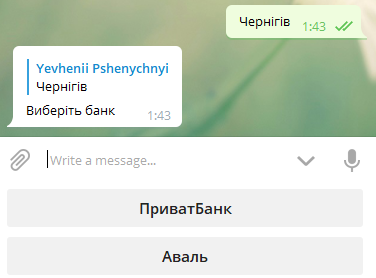 Чернігів
1:43
Yevhenii Pshenychnyi
Чернігів
Виберіть банк
1:43
Write a message...
ПриватБанк
Аваль